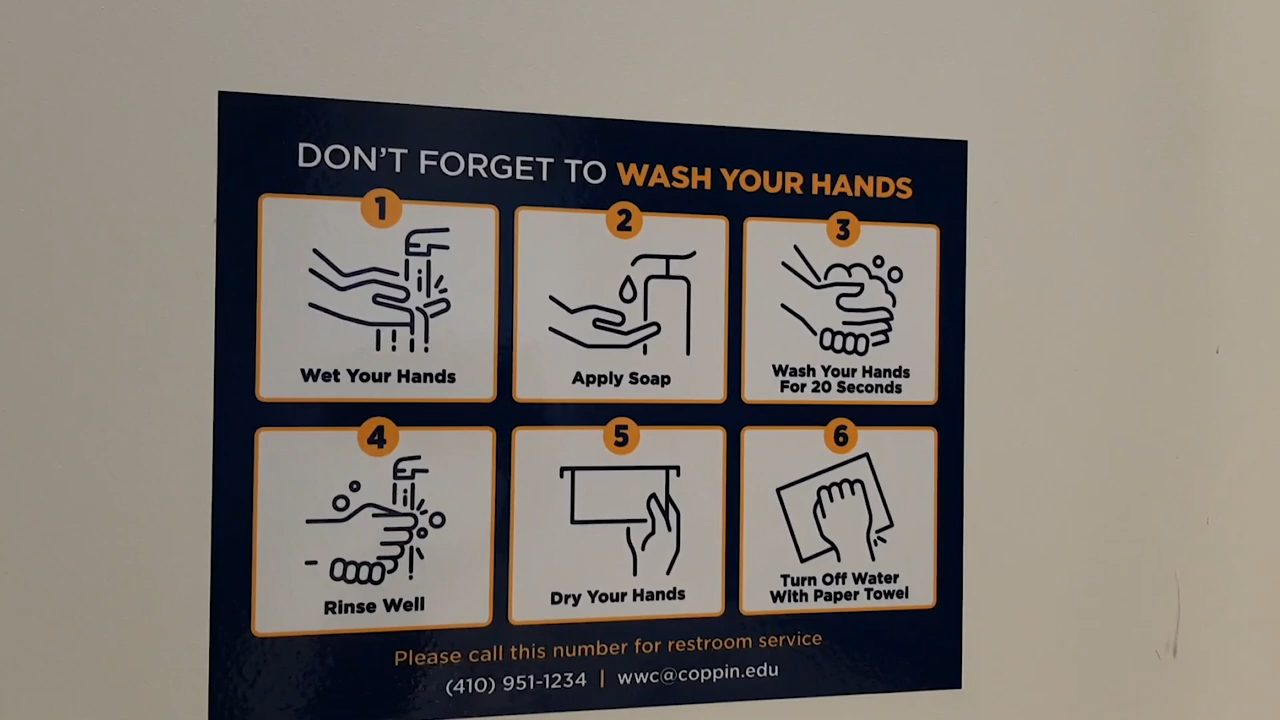 DON'T FORGET TO WASH YOUR HANDS
1
Wet Your Hands
2
Apply Soap
3
Wash Your Hands
For 20 Seconds
4
Rinse Well
5
Dry Your Hands
6
Turn Off Water
With Paper Towel
Please call this number for restroom service
(410) 951-1234 | wwc@coppin.edu